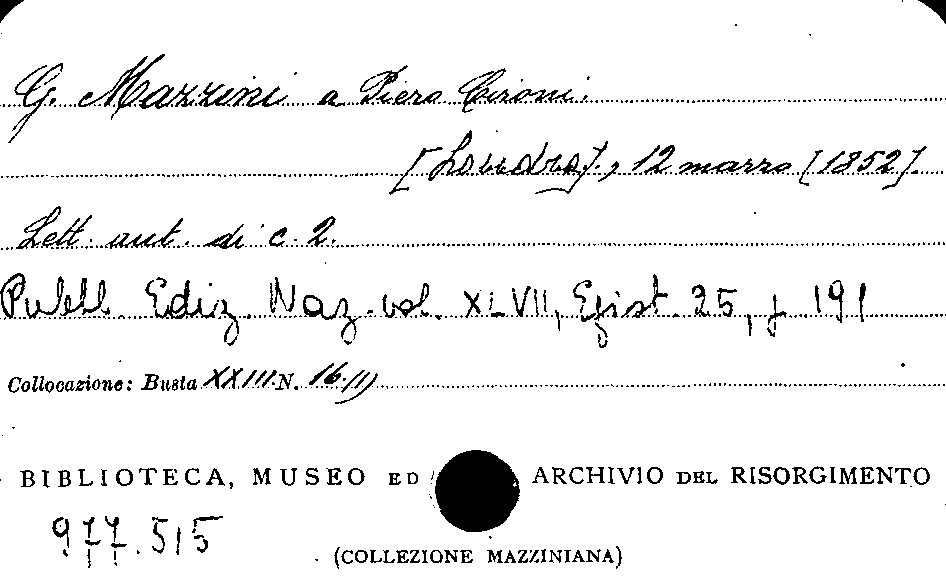 G. Mazzini a Piero Cironi.
[Londra]., 12 marzo [1852].
Lett. aut. di c. 2.
Pubbl. Ediz. Naz. vol. XLVII, Epist. 25, p. 191
Collocazione: Busta XXIII N. 16 (1)
BIBLIOTECA, MUSEO ED ARCHIVIO DEL RISORGIMENTO
977.515
(COLLEZIONE MAZZINIANA)